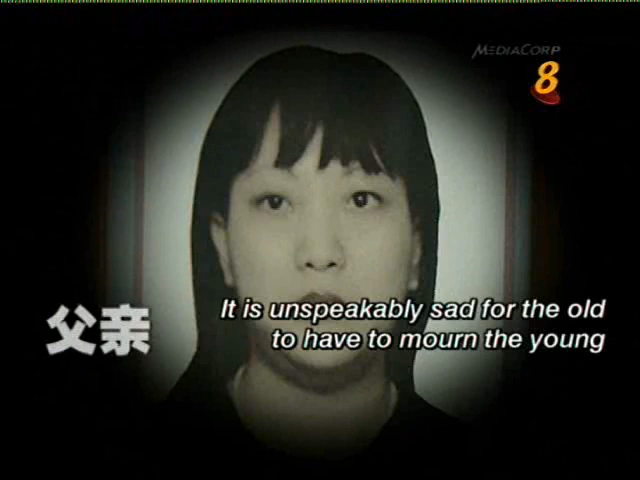 MEDIACORP
8
父亲
It is unspeakably sad for the old
to have to mourn the young